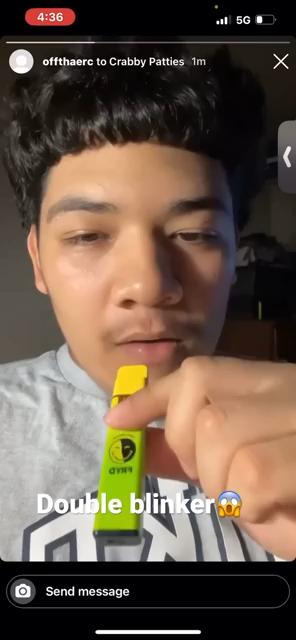 4:36
5G
offthaerc to Crabby Patties 1m
FRYD
Double blinker😱
Send message